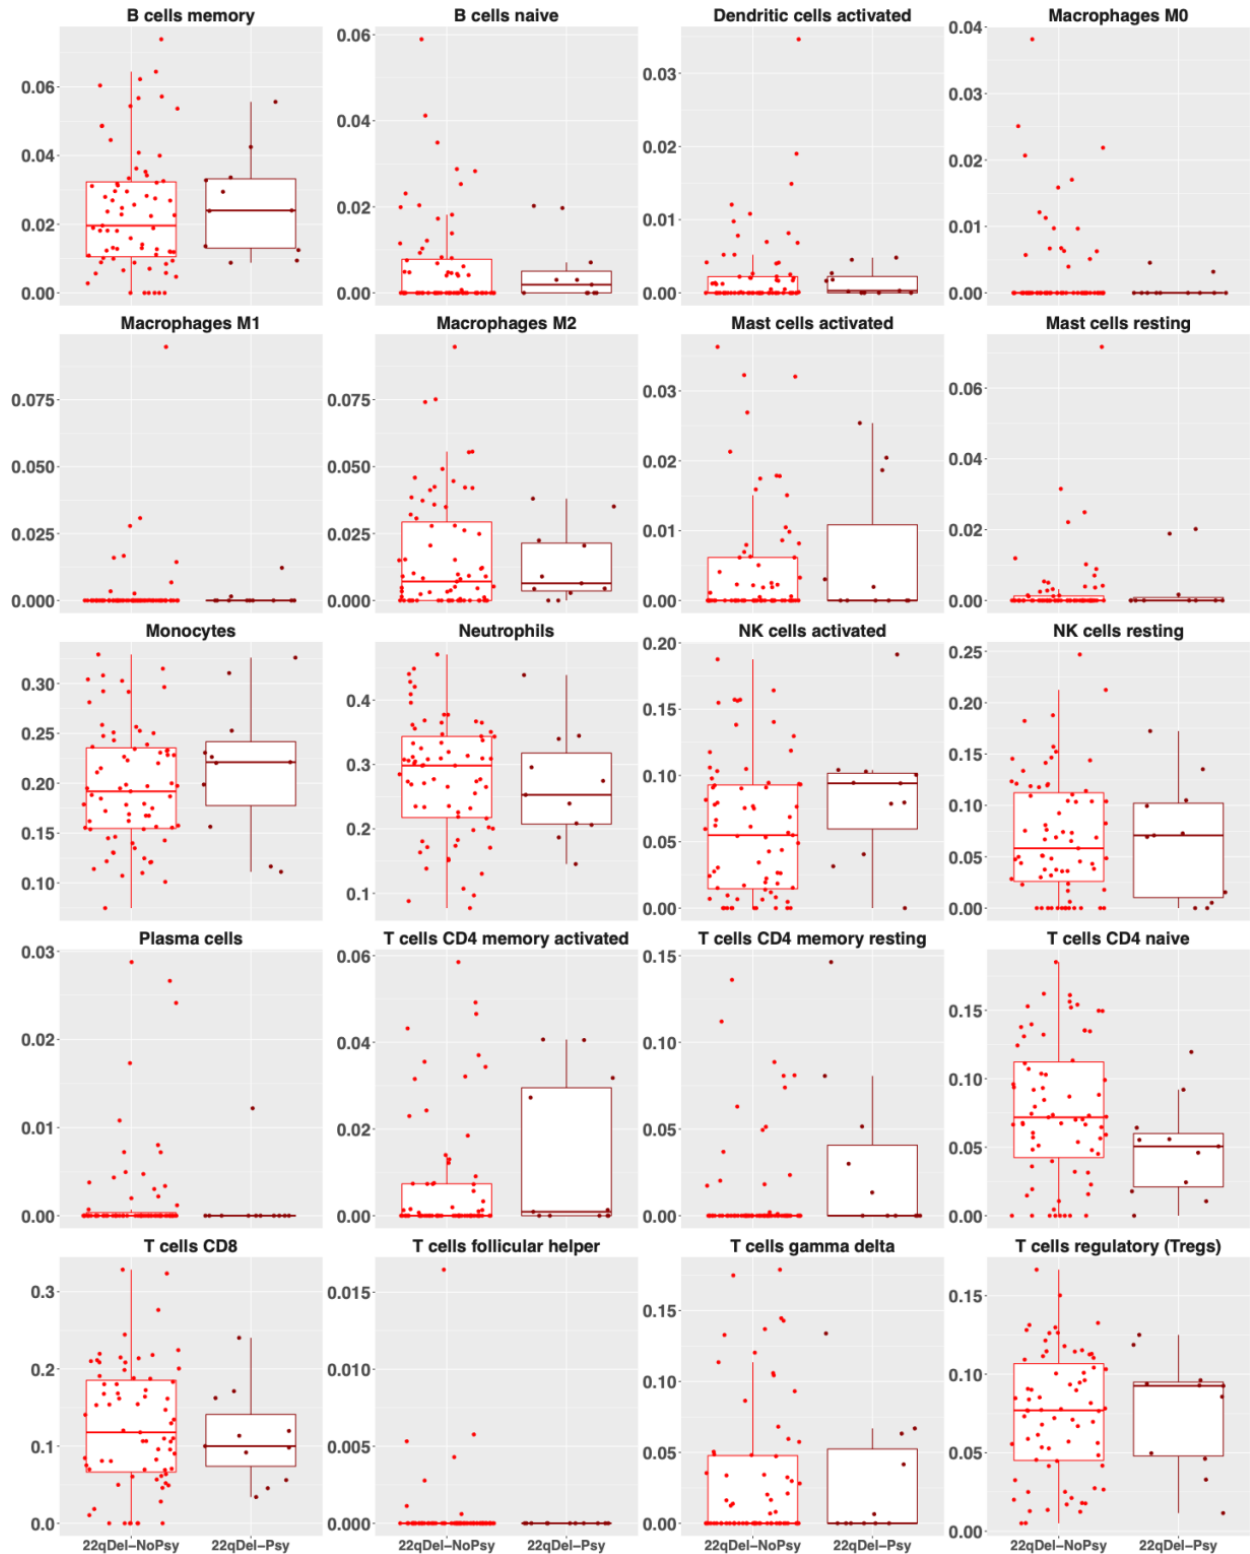 B cells memory B cells naive Dendritic cells activated Macrophages M0
0.06 0.04 0.02 0.00
0.06 0.04 0.02 0.00
0.03 0.02 0.01 0.00
0.04 0.03 0.02 0.01 0.00
Macrophages M1 Macrophages M2 Mast cells activated Mast cells resting
0.075 0.050 0.025 0.000
0.075 0.050 0.025 0.000
0.03 0.02 0.01 0.00
0.06 0.04 0.02 0.00
Monocytes Neutrophils NK cells activated NK cells resting
0.30 0.25 0.20 0.15 0.10
0.4 0.3 0.2 0.1
0.20 0.15 0.10 0.05 0.00
0.25 0.20 0.15 0.10 0.05 0.00
Plasma cells T cells CD4 memory activated T cells CD4 memory resting T cells CD4 naive
0.03 0.02 0.01 0.00
0.06 0.04 0.02 0.00
0.15 0.10 0.05 0.00
0.15 0.10 0.05 0.00
T cells CD8 T cells follicular helper T cells gamma delta T cells regulatory (Tregs)
0.3 0.2 0.1 0.0
0.015 0.010 0.005 0.000
0.15 0.10 0.05 0.00
0.15 0.10 0.05 0.00
22qDel–NoPsy 22qDel–Psy 22qDel–NoPsy 22qDel–Psy 22qDel–NoPsy 22qDel–Psy 22qDel–NoPsy 22qDel–Psy